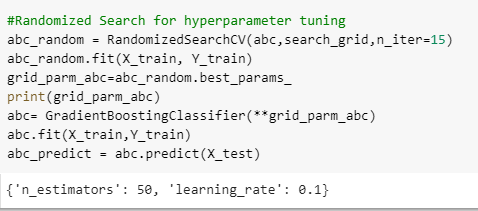 #Randomized Search for hyperparameter tuning
abc_random = RandomizedSearchCV(abc,search_grid,n_iter=15)
abc_random.fit(X_train, Y_train)
grid_parm_abc=abc_random.best_params_
print(grid_parm_abc)
abc= GradientBoostingClassifier(**grid_parm_abc)
abc.fit(X_train,Y_train)
abc_predict = abc.predict(X_test)
{'n_estimators': 50, 'learning_rate': 0.1}